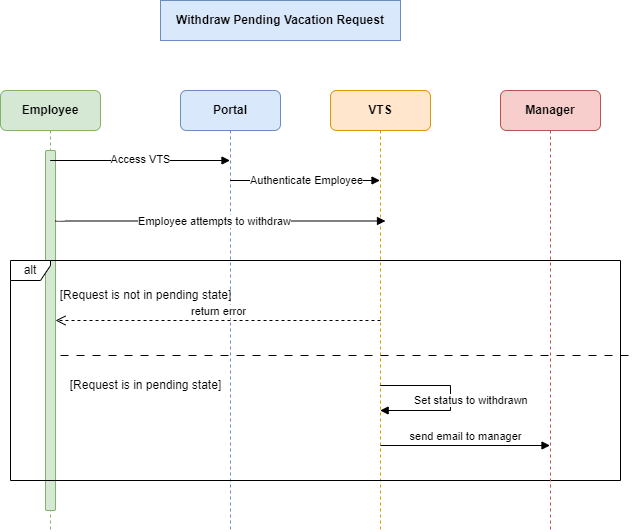 Withdraw Pending Vacation Request
Employee
Portal
VTS
Manager
Access VTS
Authenticate Employee
Employee attempts to withdraw
alt
[Request is not in pending state]
return error
[Request is in pending state]
Set status to withdrawn
send email to manager